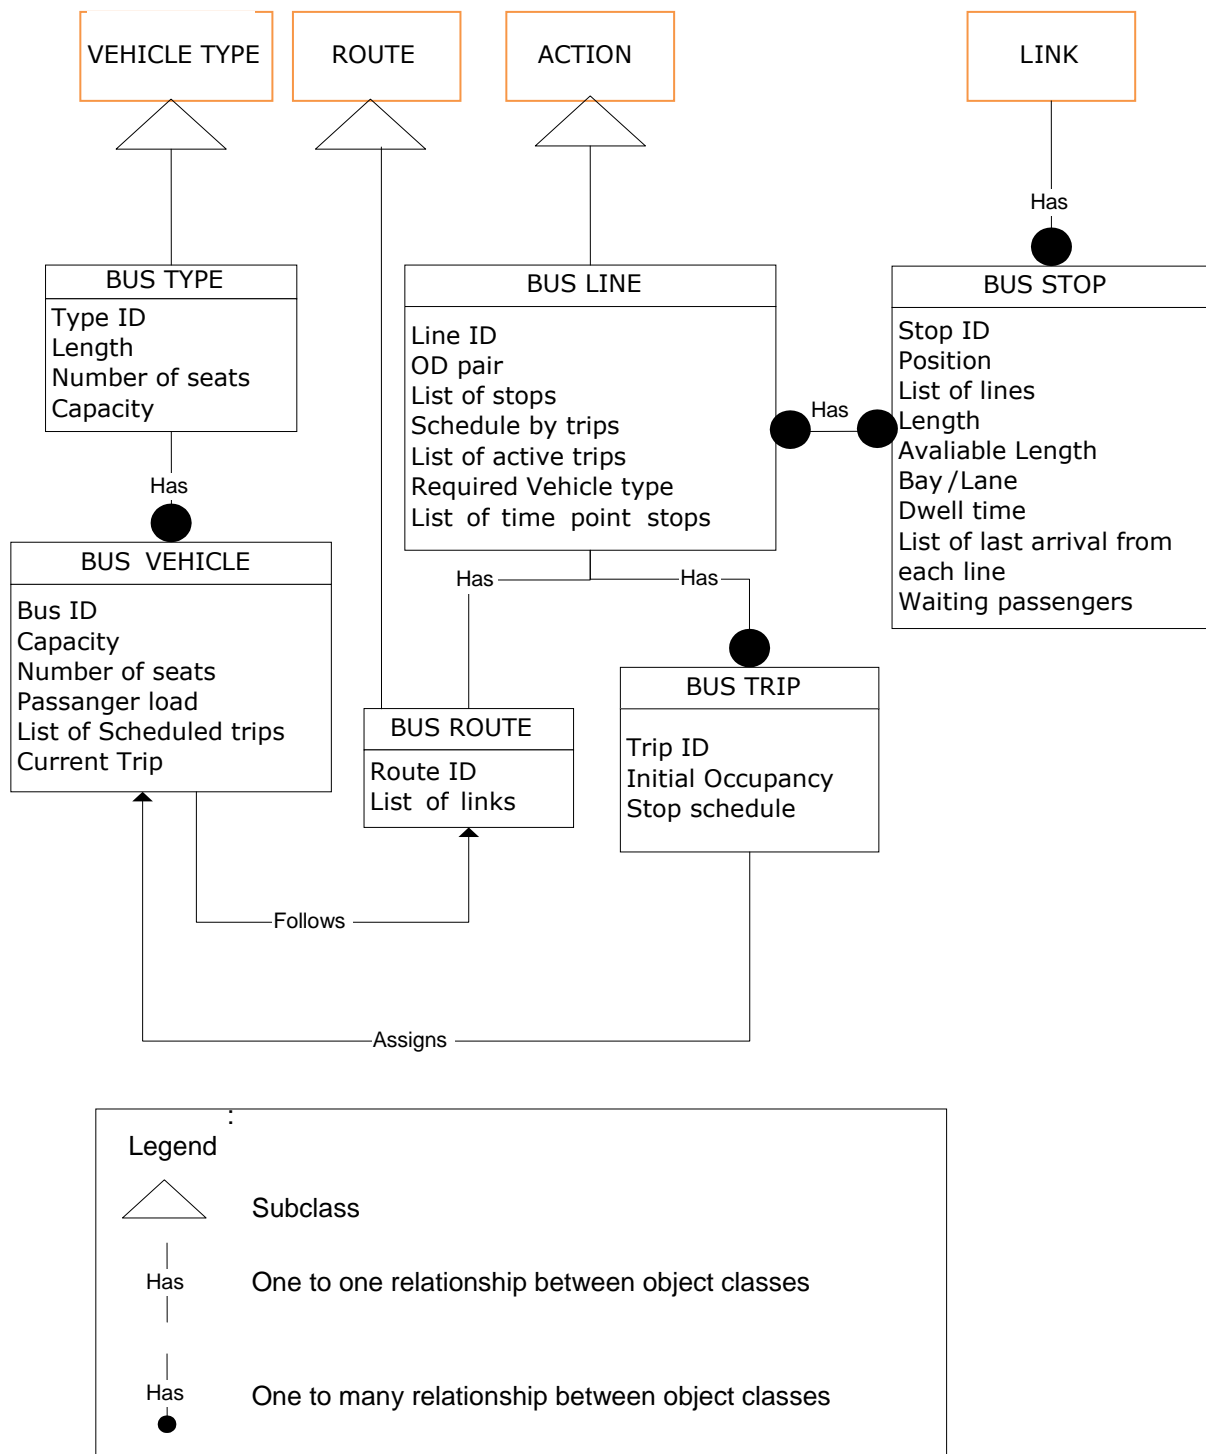 VEHICLE TYPE
ROUTE
ACTION
LINK
Has
BUS TYPE
Type ID
Length
Number of seats
Capacity
BUS LINE
Line ID
OD pair
List of stops
Schedule by trips
List of active trips
Required Vehicle type
List of time point stops
Has
BUS STOP
Stop ID
Position
List of lines
Length
Avaliable Length
Bay /Lane
Dwell time
List of last arrival from
each line
Waiting passengers
Has
BUS VEHICLE
Bus ID
Capacity
Number of seats
Passanger load
List of Scheduled trips
Current Trip
Has
Has
BUS ROUTE
Route ID
List of links
BUS TRIP
Trip ID
Initial Occupancy
Stop schedule
Follows
Assigns
:
Legend
Subclass
Has
One to one relationship between object classes
Has
One to many relationship between object classes